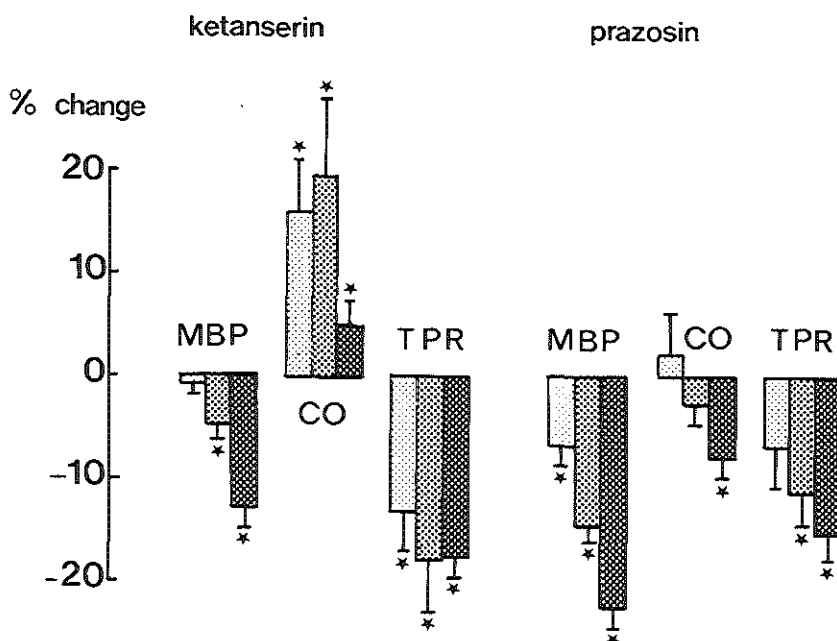 ketanserin prazosin
% change
20
10
MBP TPR MBP CO TPR
0
CO
-10
-20